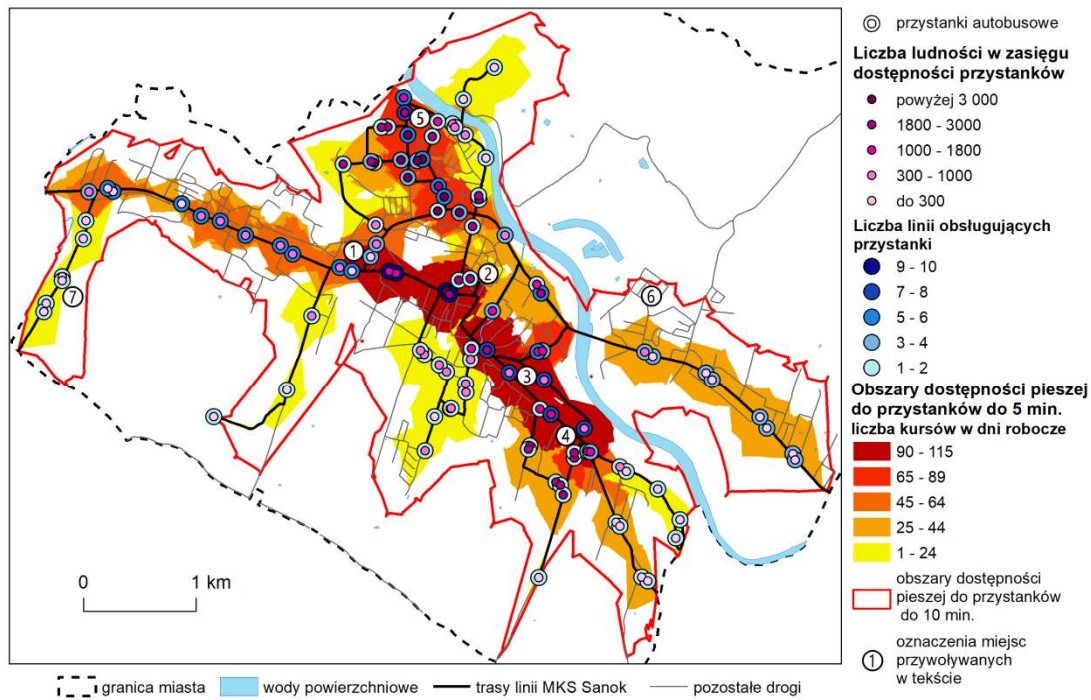 przystanki autobusowe
Liczba ludności w zasięgu
dostępności przystanków
powyżej 3 000
1800 - 3000
1000 - 1800
300 - 1000
do 300
Liczba linii obsługujących
przystanki
9 - 10
7 - 8
5 - 6
3 - 4
1 - 2
Obszary dostępności pieszej
do przystanków do 5 min.
liczba kursów w dni robocze
90 - 115
65 - 89
45 - 64
25 - 44
1 - 24
obszary dostępności
pieszej do przystanków
do 10 min.
1
oznaczenia miejsc
przywoływanych
w tekście
5
1
2
7
6
3
4
0 1 km
granica miasta wody powierzchniowe trasy linii MKS Sanok pozostałe drogi